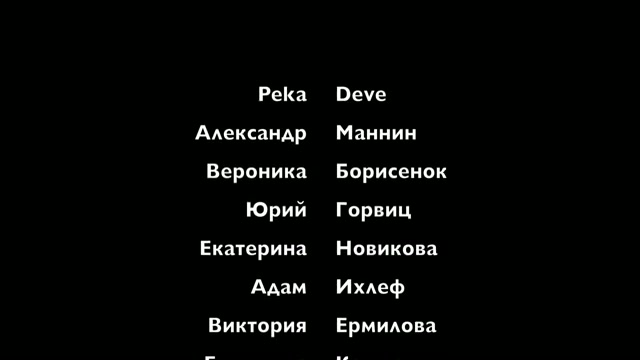 Река Deve
Александр Маннин
Вероника Борисенок
Юрий Горвиц
Екатерина Новикова
Адам Ихлеф
Виктория Ермилова